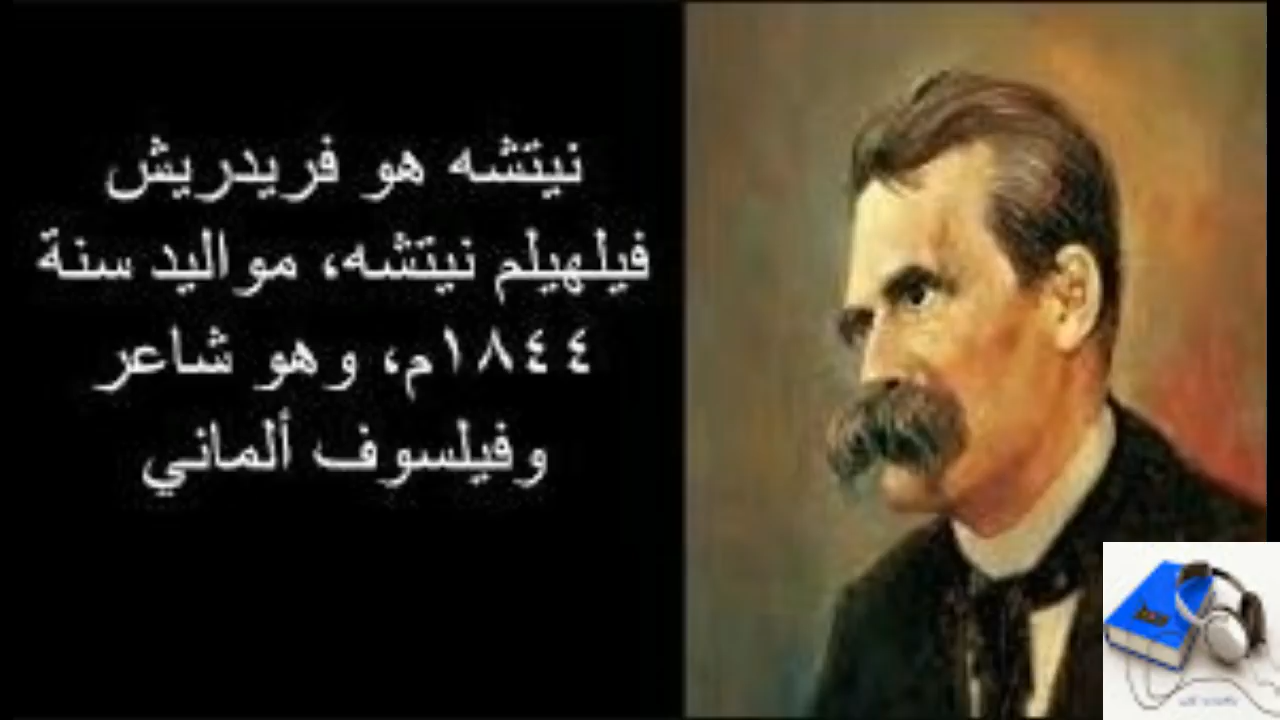 نيتشه هو فريدريش
فيلهيلم نيتشه، مواليد سنة
١٨٤٤م، وهو شاعر
وفيلسوف ألماني